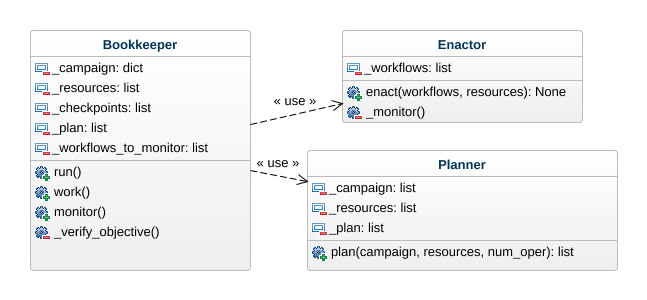 Bookkeeper
_campaign: dict
_resources: list
_checkpoints: list
_plan: list
_workflows_to_monitor: list
run()
work()
monitor()
_verify_objective()
« use »
« use »
Enactor
_workflows: list
enact(workflows, resources): None
_monitor()
Planner
_campaign: list
_resources: list
_plan: list
plan(campaign, resources, num_oper): list